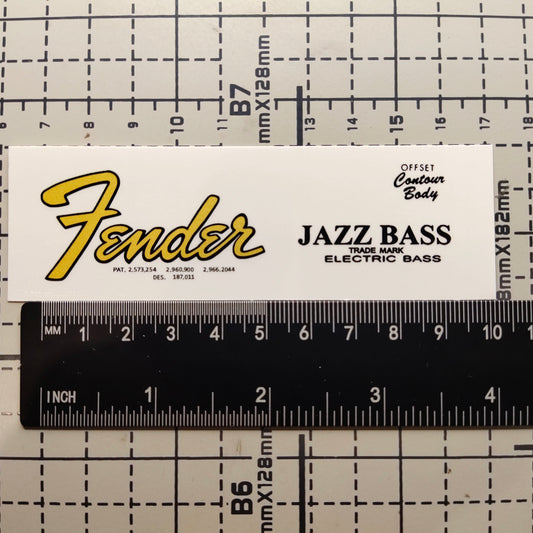 B7
mmX128mm
6 7 8 9 10 11 13 14 15 16 17 18
OFFSET
Contour
Body
Fender
JAZZ BASS
TRADE MARK
ELECTRIC BASS
PAT. 2,573,254 2,960,900 2,966.2044
DES. 187,011
mmX182mm
MM 1 2 3 4 5 6 7 8 9 10
INCH 1 2 3 4
B6
mmX128mm